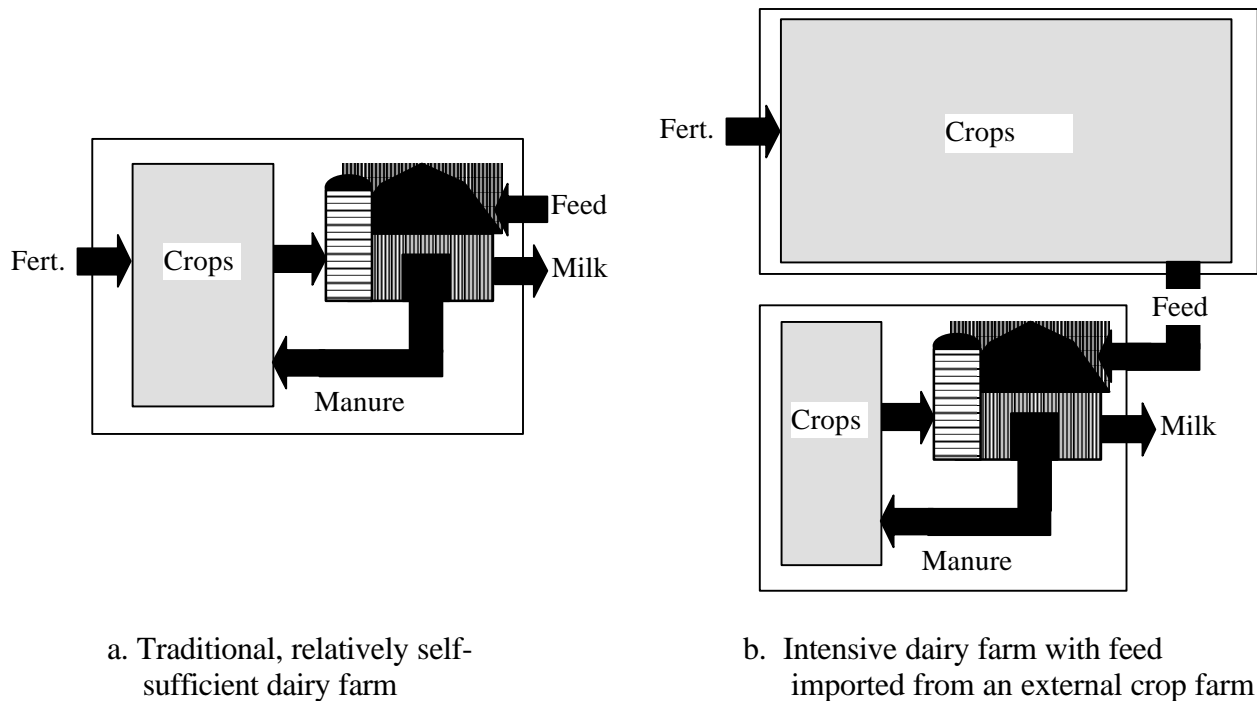 Fert.
Crops
Feed
Milk
Manure
a. Traditional, relatively self-
sufficient dairy farm
Fert.
Crops
Feed
Crops
Milk
Manure
b. Intensive dairy farm with feed
imported from an external crop farm